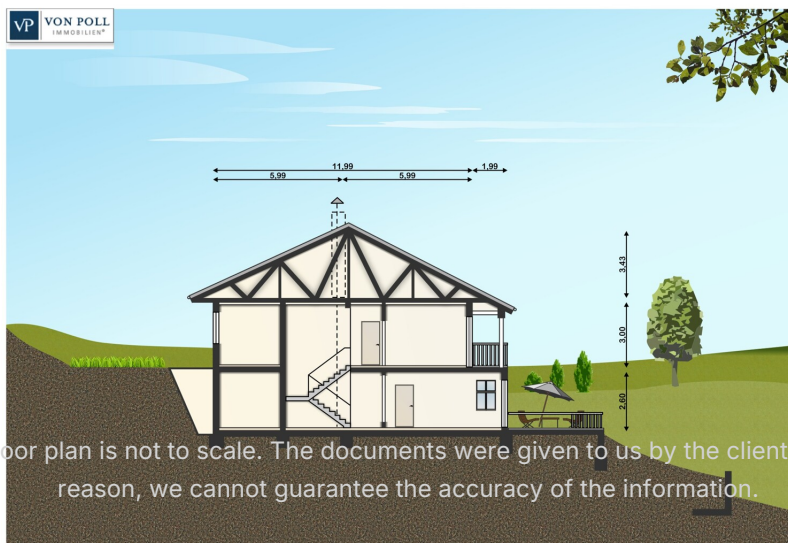 VP VON POLL
IMMOBILIEN®
11,99
1,99
5,99
5,99
3,43
3,00
2,60
oor plan is not to scale. The documents were given to us by the client
reason, we cannot guarantee the accuracy of the information.